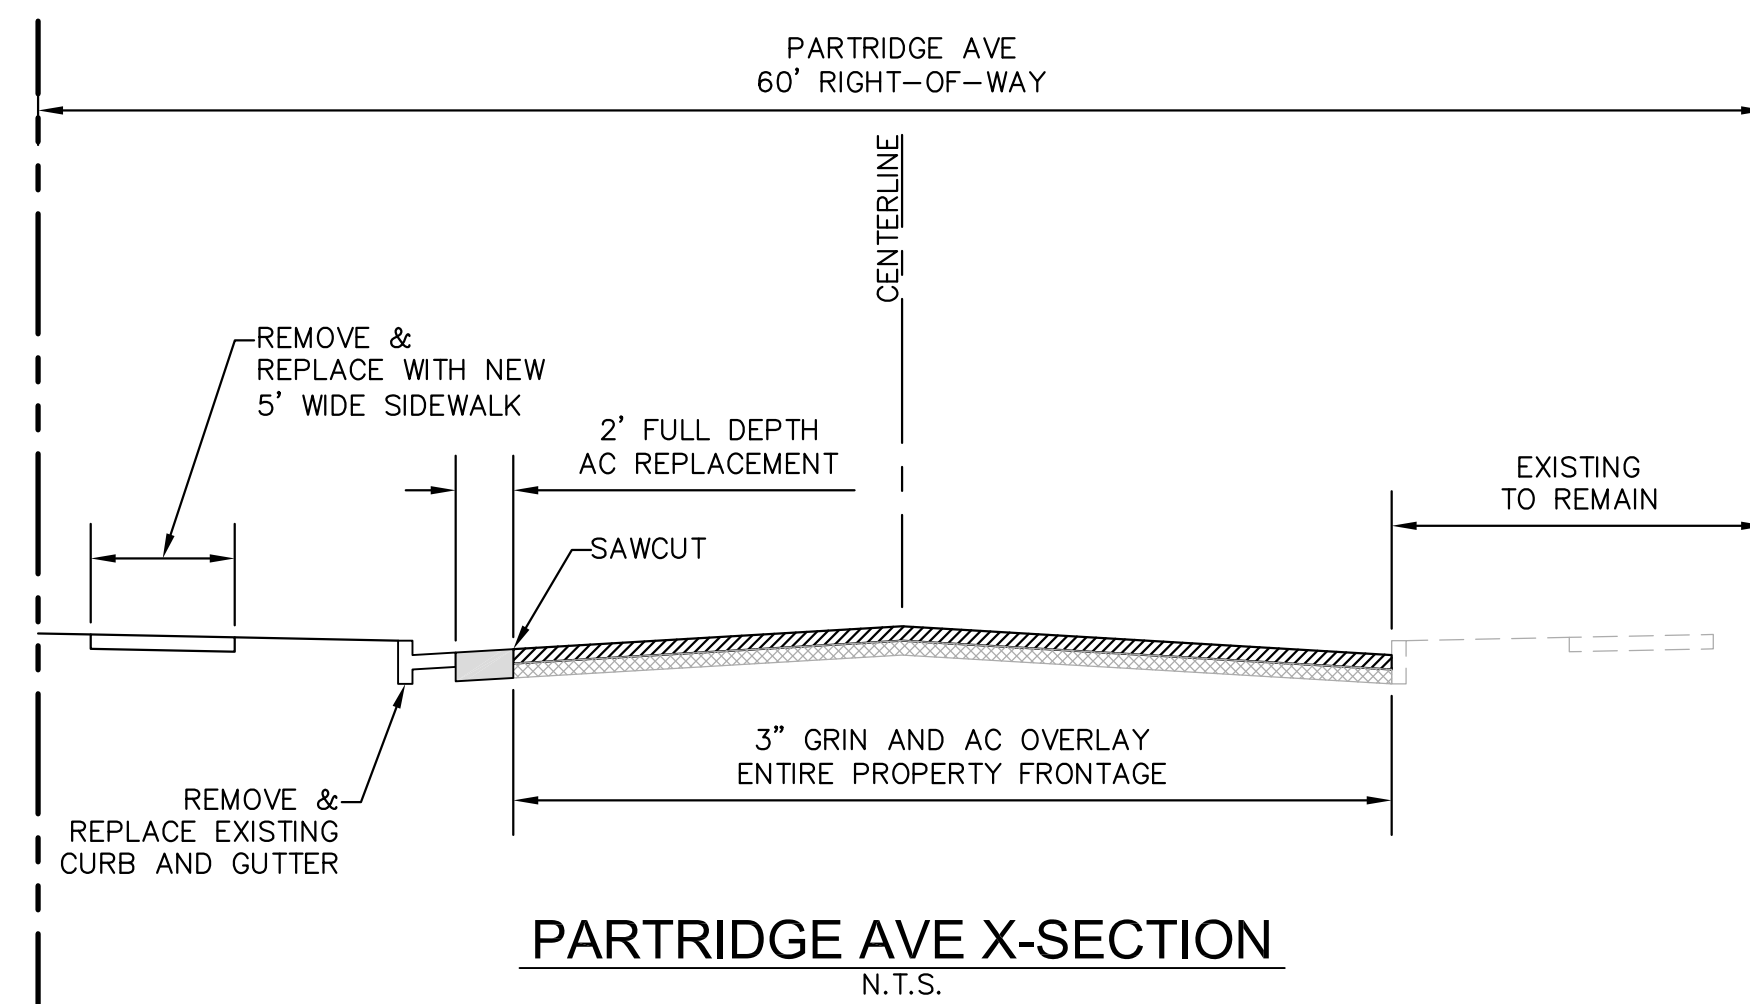 PARTRIDGE AVE
60' RIGHT-OF-WAY
CENTERLINE
REMOVE &
REPLACE WITH NEW
5' WIDE SIDEWALK
2' FULL DEPTH
AC REPLACEMENT
EXISTING
TO REMAIN
SAWCUT
3" GRIN AND AC OVERLAY
ENTIRE PROPERTY FRONTAGE
REMOVE &
REPLACE EXISTING
CURB AND GUTTER
PARTRIDGE AVE X-SECTION
N.T.S.